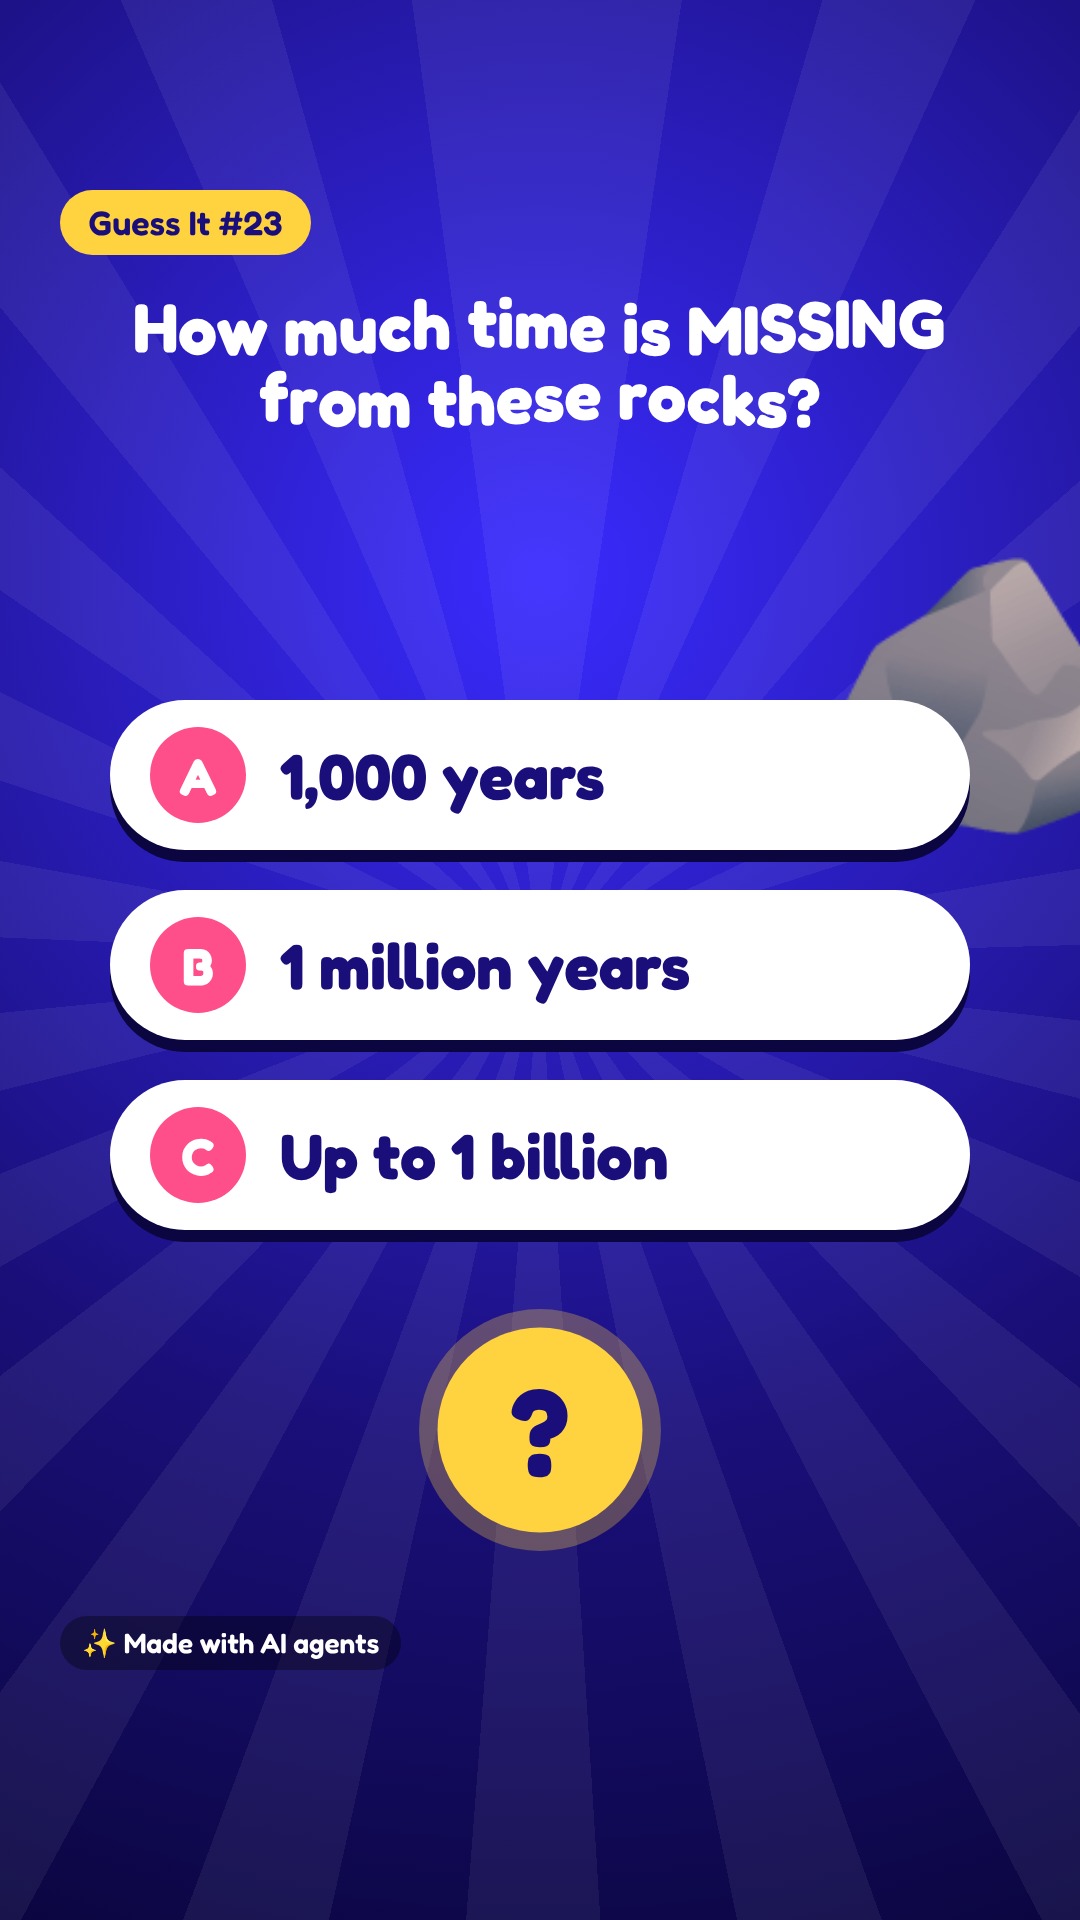 Guess It #23
How much time is MISSING
from these rocks?
A 1,000 years
B 1 million years
C Up to 1 billion
?
✨ Made with AI agents